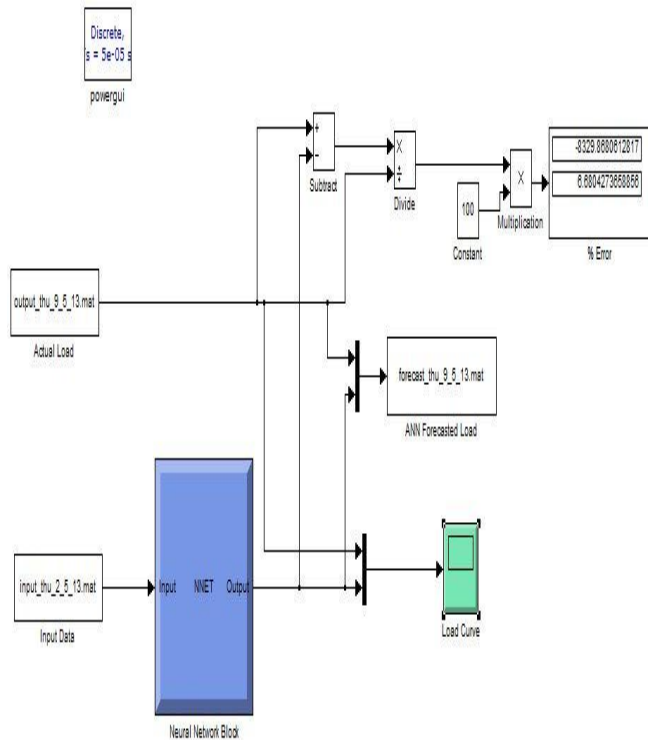 Discrete,
s = 5e-05 s
powergui
+
−
Subtract
×
÷
Divide
100
Constant
×
Multiplication
-8329.8680612817
6.6804273658856
% Error
output_thu_9_5_13.mat
Actual Load
forecast_thu_9_5_13.mat
ANN Forecasted Load
input_thu_2_5_13.mat
Input Data
Input NNET Output
Neural Network Block
Load Curve